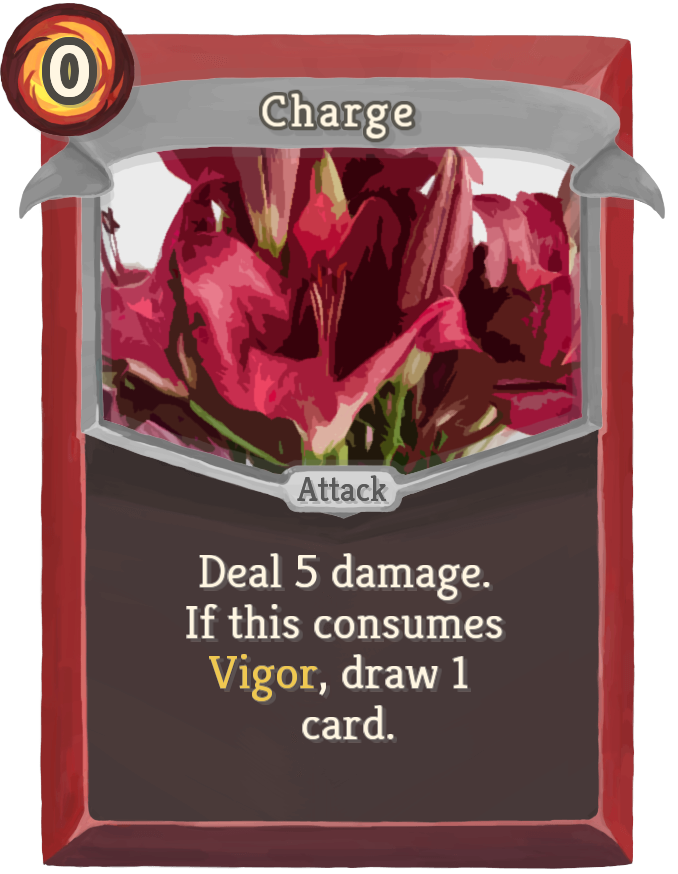 0
Charge
Attack
Deal 5 damage.
If this consumes
Vigor, draw 1
card.